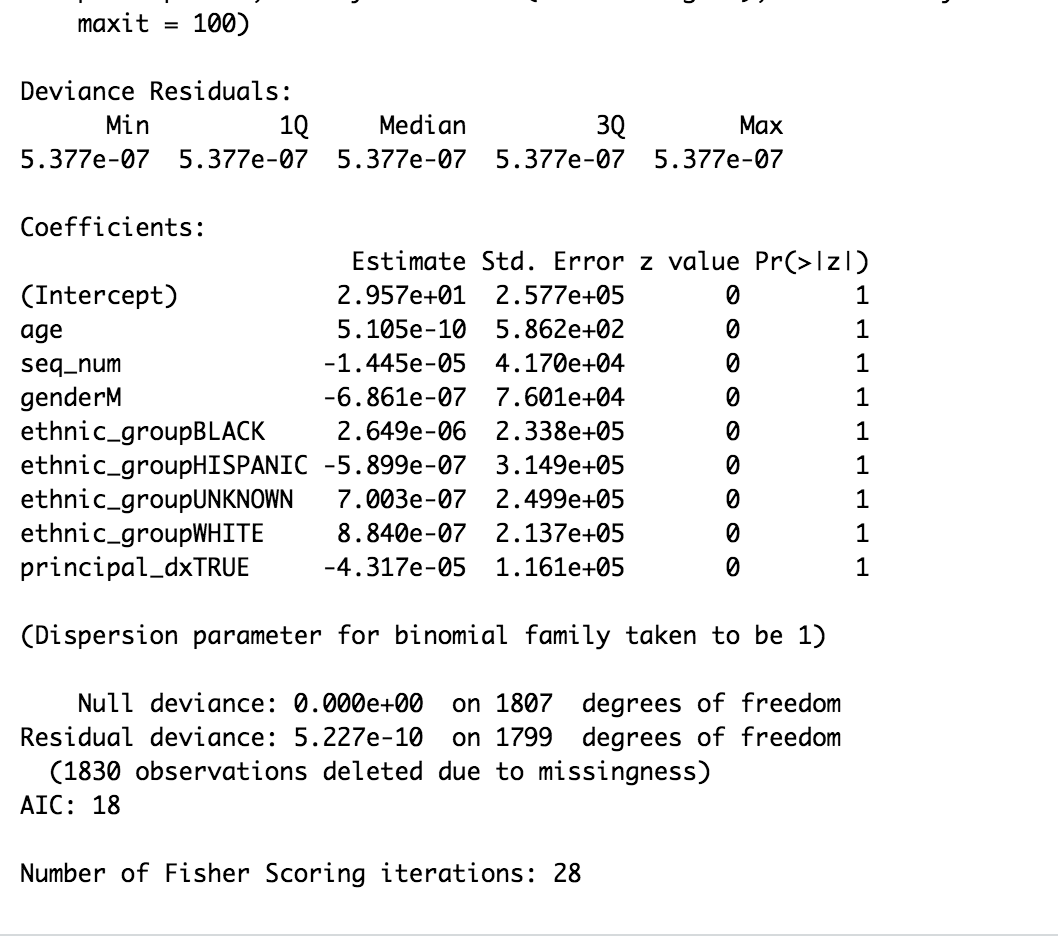 maxit = 100)
Deviance Residuals:
Min 1Q Median 3Q Max
5.377e-07 5.377e-07 5.377e-07 5.377e-07 5.377e-07
Coefficients:
Estimate Std. Error z value Pr(>|z|)
(Intercept) 2.957e+01 2.577e+05 0 1
age 5.105e-10 5.862e+02 0 1
seq_num -1.445e-05 4.170e+04 0 1
genderM -6.861e-07 7.601e+04 0 1
ethnic_groupBLACK 2.649e-06 2.338e+05 0 1
ethnic_groupHISPANIC -5.899e-07 3.149e+05 0 1
ethnic_groupUNKNOWN 7.003e-07 2.499e+05 0 1
ethnic_groupWHITE 8.840e-07 2.137e+05 0 1
principal_dxTRUE -4.317e-05 1.161e+05 0 1
(Dispersion parameter for binomial family taken to be 1)
Null deviance: 0.000e+00 on 1807 degrees of freedom
Residual deviance: 5.227e-10 on 1799 degrees of freedom
(1830 observations deleted due to missingness)
AIC: 18
Number of Fisher Scoring iterations: 28